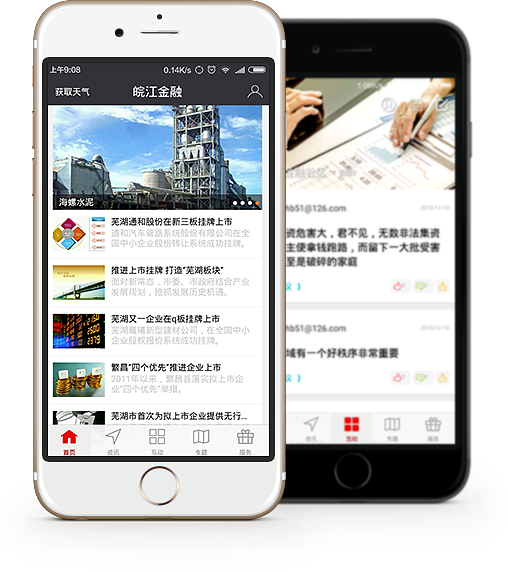 上午9:08
0.14K/s
获取天气
皖江金融
海螺水泥
芜湖通和股份在新三板挂牌上市
通和汽车管路系统股份有限公司在全
国中小企业股份转让系统成功挂牌。
推进上市挂牌 打造“芜湖板块”
面对新常态，市委、市政府结合产业
发展规划，抢抓发展历史机遇。
芜湖又一企业在q板挂牌上市
芜湖晨曦新型建材公司，在全国中小
企业股权报价系统成功挂牌。
繁昌“四个优先”推进企业上市
2011年以来，繁昌县落实拟上市企
业“四个优先”举措。
芜湖市首次为拟上市企业提供无行...
首页
资讯
互动
专题
服务
hb51@126.com
2015-11-13
资危害大，君不见，无数非法集资
主使拿钱跑路，而留下一大批受害
至是破碎的家庭
hb51@126.com
域有一个好秩序非常重要
资讯
互动
专题
服务